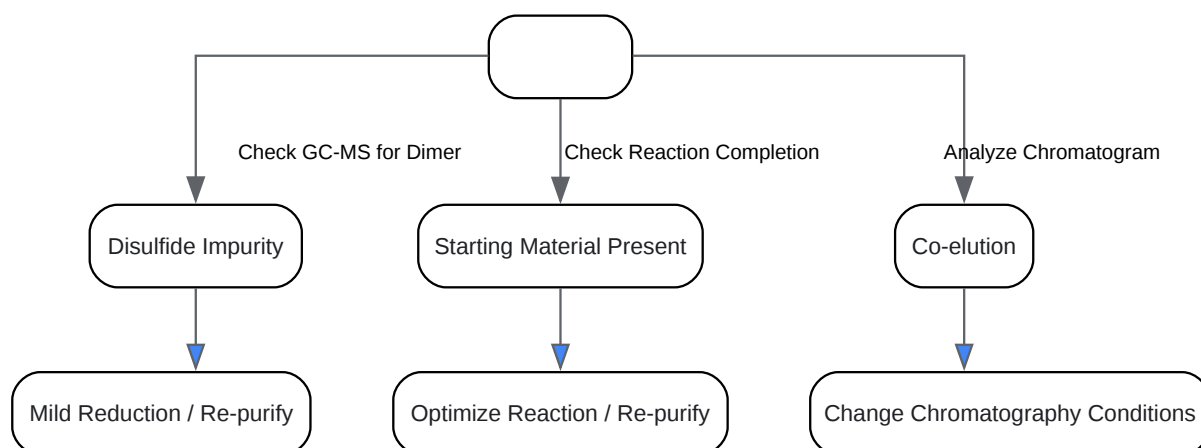 Check GC-MS for Dimer
Check Reaction Completion
Analyze Chromatogram
Disulfide Impurity
Starting Material Present
Co-elution
Mild Reduction / Re-purify
Optimize Reaction / Re-purify
Change Chromatography Conditions